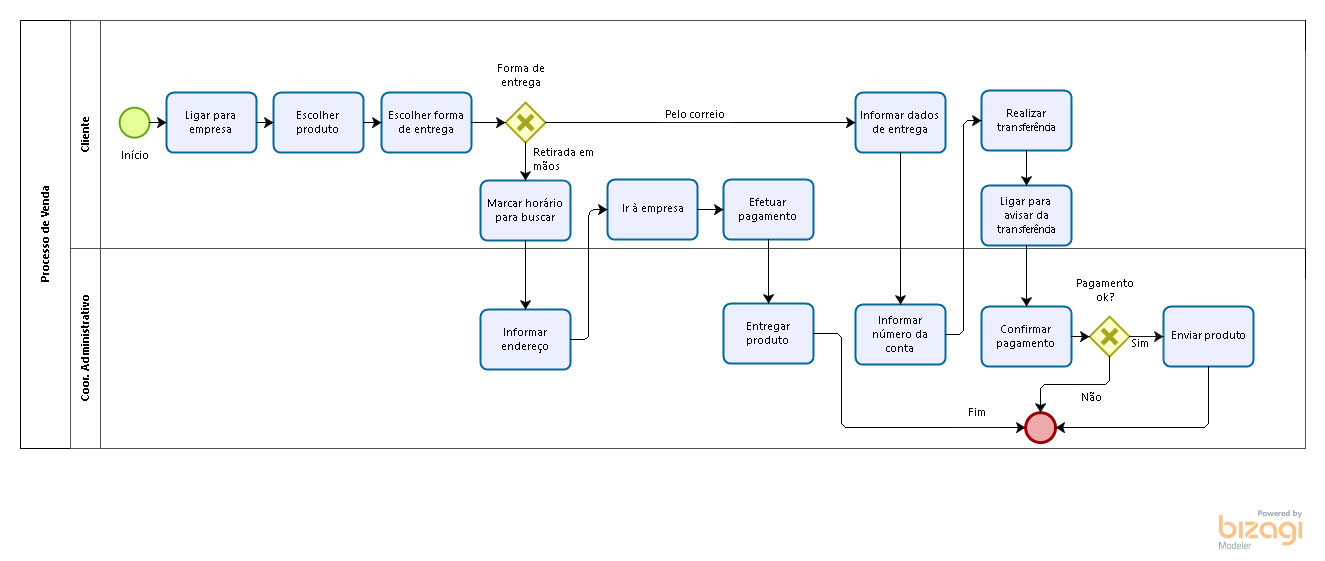 Processo de Venda
Cliente
Início
Ligar para
empresa
Escolher
produto
Escolher forma
de entrega
Forma de
entrega
Pelo correio
Retirada em
mãos
Marcar horário
para buscar
Ir à empresa
Efetuar
pagamento
Informar dados
de entrega
Realizar
transferência
Ligar para
avisar da
transferência
Coor. Administrativo
Informar
endereço
Entregar
produto
Informar
número da
conta
Confirmar
pagamento
Pagamento
ok?
Sim
Enviar produto
Não
Fim
Powered by
bizagi
Modeler